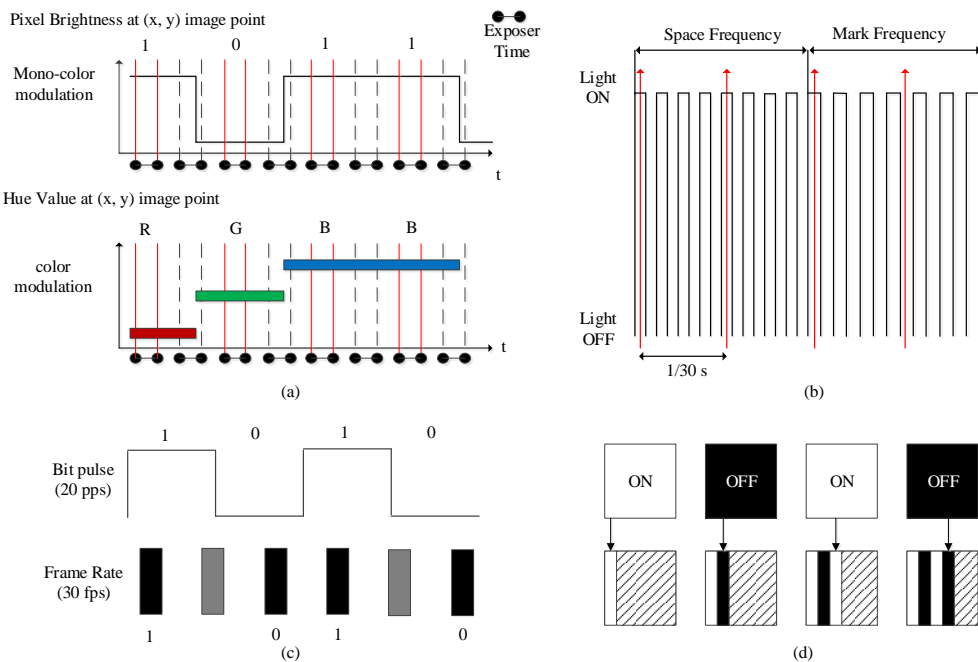 Pixel Brightness at (x, y) image point
Exposer
Time
1 0 1 1
Mono-color
modulation
t
Hue Value at (x, y) image point
R G B B
color
modulation
t
(a)
Space Frequency Mark Frequency
Light
ON
Light
OFF
1/30 s
(b)
1 0 1 0
Bit pulse
(20 pps)
Frame Rate
(30 fps)
1 0 1 0
(c)
ON OFF ON OFF
(d)